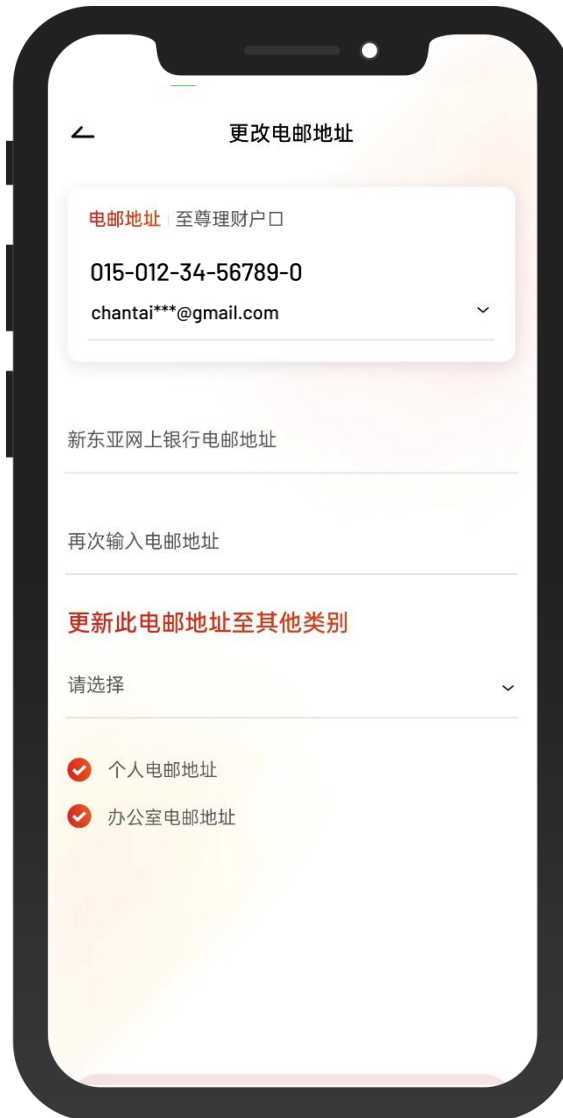 更改电邮地址
电邮地址 至尊理财户口
015-012-34-56789-0
chantai***@gmail.com
新东亚网上银行电邮地址
再次输入电邮地址
更新此电邮地址至其他类别
请选择
个人电邮地址
办公室电邮地址